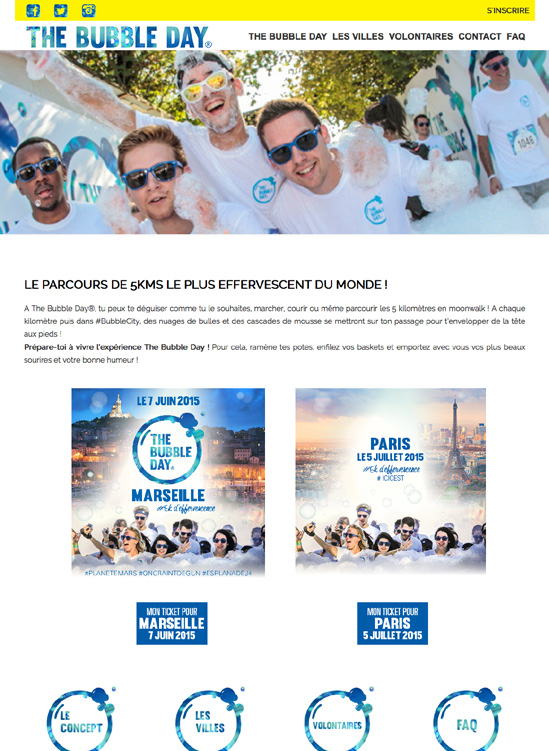 S'INSCRIRE
THE BUBBLE DAY®
THE BUBBLE DAY LES VILLES VOLONTAIRES CONTACT FAQ
1046
THE BUBBLE DAY
LE PARCOURS DE 5KMS LE PLUS EFFERVESCENT DU MONDE !
A The Bubble Day®, tu peux te déguiser comme tu le souhaites, marcher, courir ou même parcourir les 5 kilomètres en moonwalk ! A chaque
kilomètre puis dans #BubbleCity, des nuages de bulles et des cascades de mousse se mettront sur ton passage pour t'envelopper de la tête
aux pieds !
Prépare-toi à vivre l'expérience The Bubble Day ! Pour cela, ramène tes potes, enfilez vos baskets et emportez avec vous vos plus beaux
sourires et votre bonne humeur !
LE 7 JUIN 2015
THE
BUBBLE
DAY®
MARSEILLE
#5k d'effervescence
#PLANETEMARS #ONCRAINTDEGUN #ESPLANADEJ4
PARIS
LE 5 JUILLET 2015
#5k d'effervescence
# ICICEST
MON TICKET POUR
MARSEILLE
7 JUIN 2015
MON TICKET POUR
PARIS
5 JUILLET 2015
LE
CONCEPT
LES
VILLES
VOLONTAIRES
FAQ